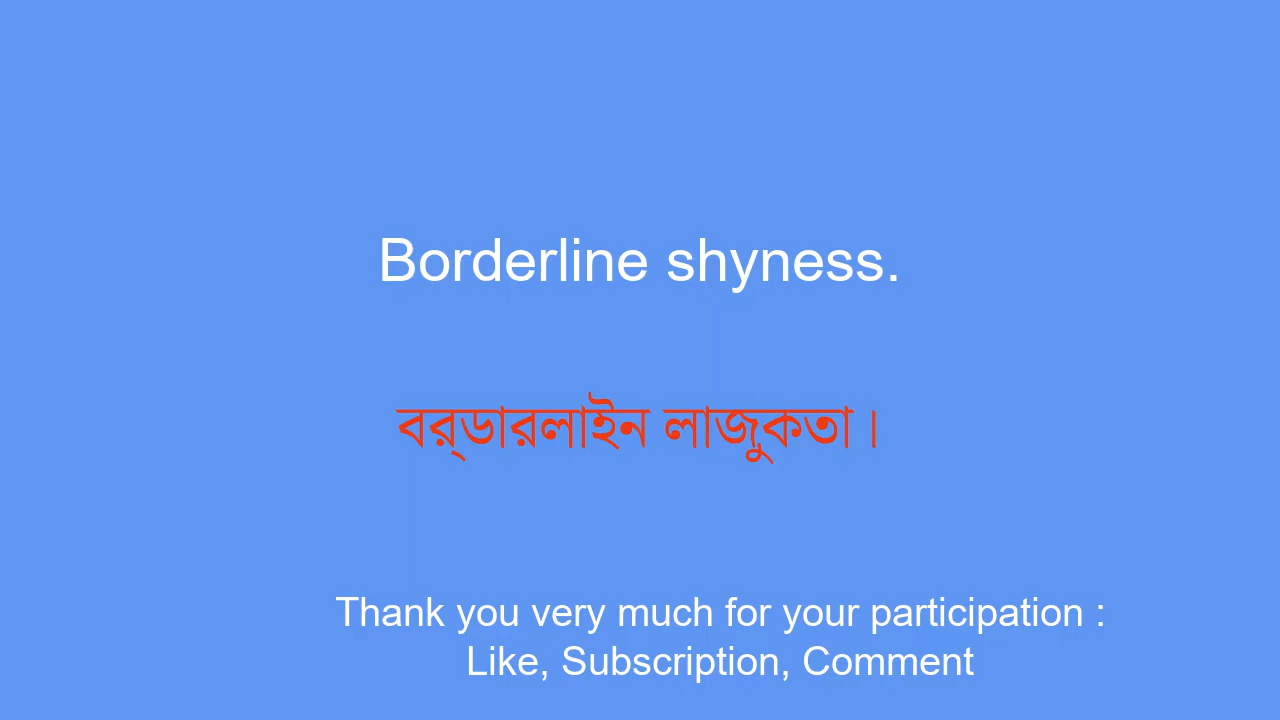 Borderline shyness.
বর্‌ডারলাইন লাজুকতা।
Thank you very much for your participation :
Like, Subscription, Comment